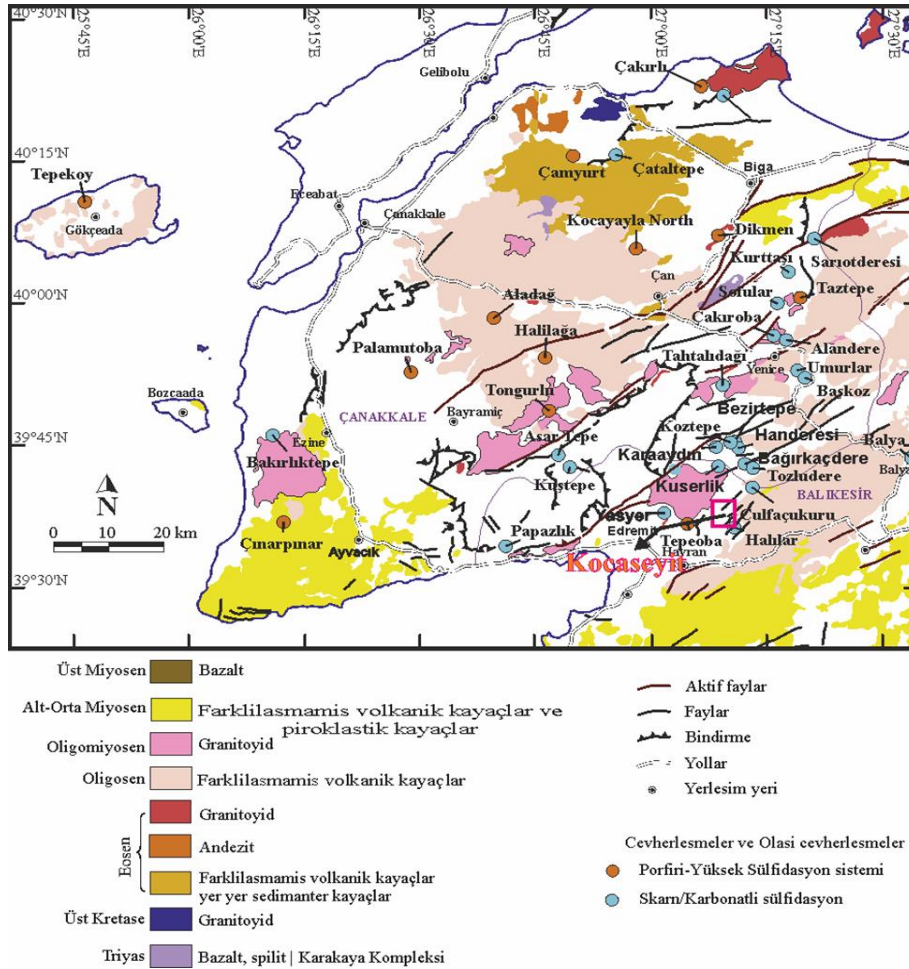 40°30'
25°45'E
26°00'E
26°15'E
26°30'E
26°45'E
27°00'E
27°15'E
27°30'E
Gelibolu
Çakırlı
40°15'N
Tepekoy
Gökçeada
Eceabat
Çanakkale
Çamyurt
Çataltepe
Biga
Kocayayla North
Dikmen
Kurttaşı
Sarıotderesi
40°00'N
Aladağ
Çan
Sofular
Taztepe
Çakıroba
Alandere
Palamutoba
Halilağa
Tahtalıdağı
Yenice
Umurlar
Başkoz
Bozcaada
ÇANAKKALE
Tongurlu
Bayramiç
Bezirtepe
39°45'N
Ezine
Asar Tepe
Koztepe
Handeresi
Balya
Bakırlıktepe
Karaaydın
Bağırkaçdere
Balya
Kuştepe
Kuserlik
Tozludere
BALIKESİR
N
0 10 20 km
Çınarpınar
Ayvacık
Papazlık
Yaşyer
Edremit
Tepeoba
Culfaçukuru
Halılar
Havran
Kocaseyit
39°30'N
Üst Miyosen
Bazalt
Alt-Orta Miyosen
Farklilasmamis volkanik kayaçlar ve
piroklastik kayaçlar
Oligomiyosen
Granitoyid
Oligosen
Farklilasmamis volkanik kayaçlar
Eosen
Granitoyid
Andezit
Farklilasmamis volkanik kayaçlar
yer yer sedimanter kayaçlar
Üst Kretase
Granitoyid
Triyas
Bazalt, spilit | Karakaya Kompleksi
Aktif faylar
Faylar
Bindirme
Yollar
Yerlesim yeri
Cevherlesmeler ve Olasi cevherlesmeler
Porfiri-Yüksek Sülfidasyon sistemi
Skarn/Karbonatli sülfidasyon